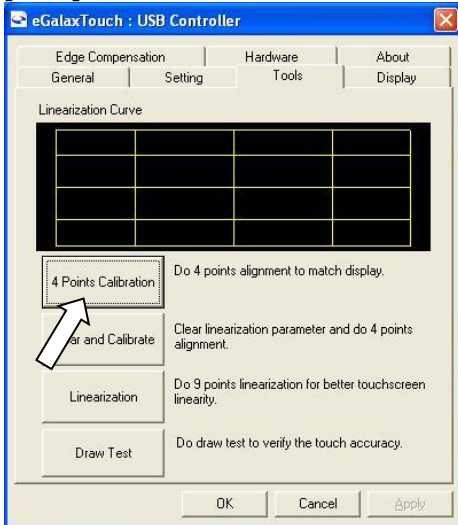 eGalaxTouch : USB Controller
Edge Compensation Hardware About
General Setting Tools Display
Linearization Curve
4 Points Calibration
Do 4 points alignment to match display.
and Calibrate
Clear linearization parameter and do 4 points
alignment.
Linearization
Do 9 points linearization for better touchscreen
linearity.
Draw Test
Do draw test to verify the touch accuracy.
OK Cancel Apply